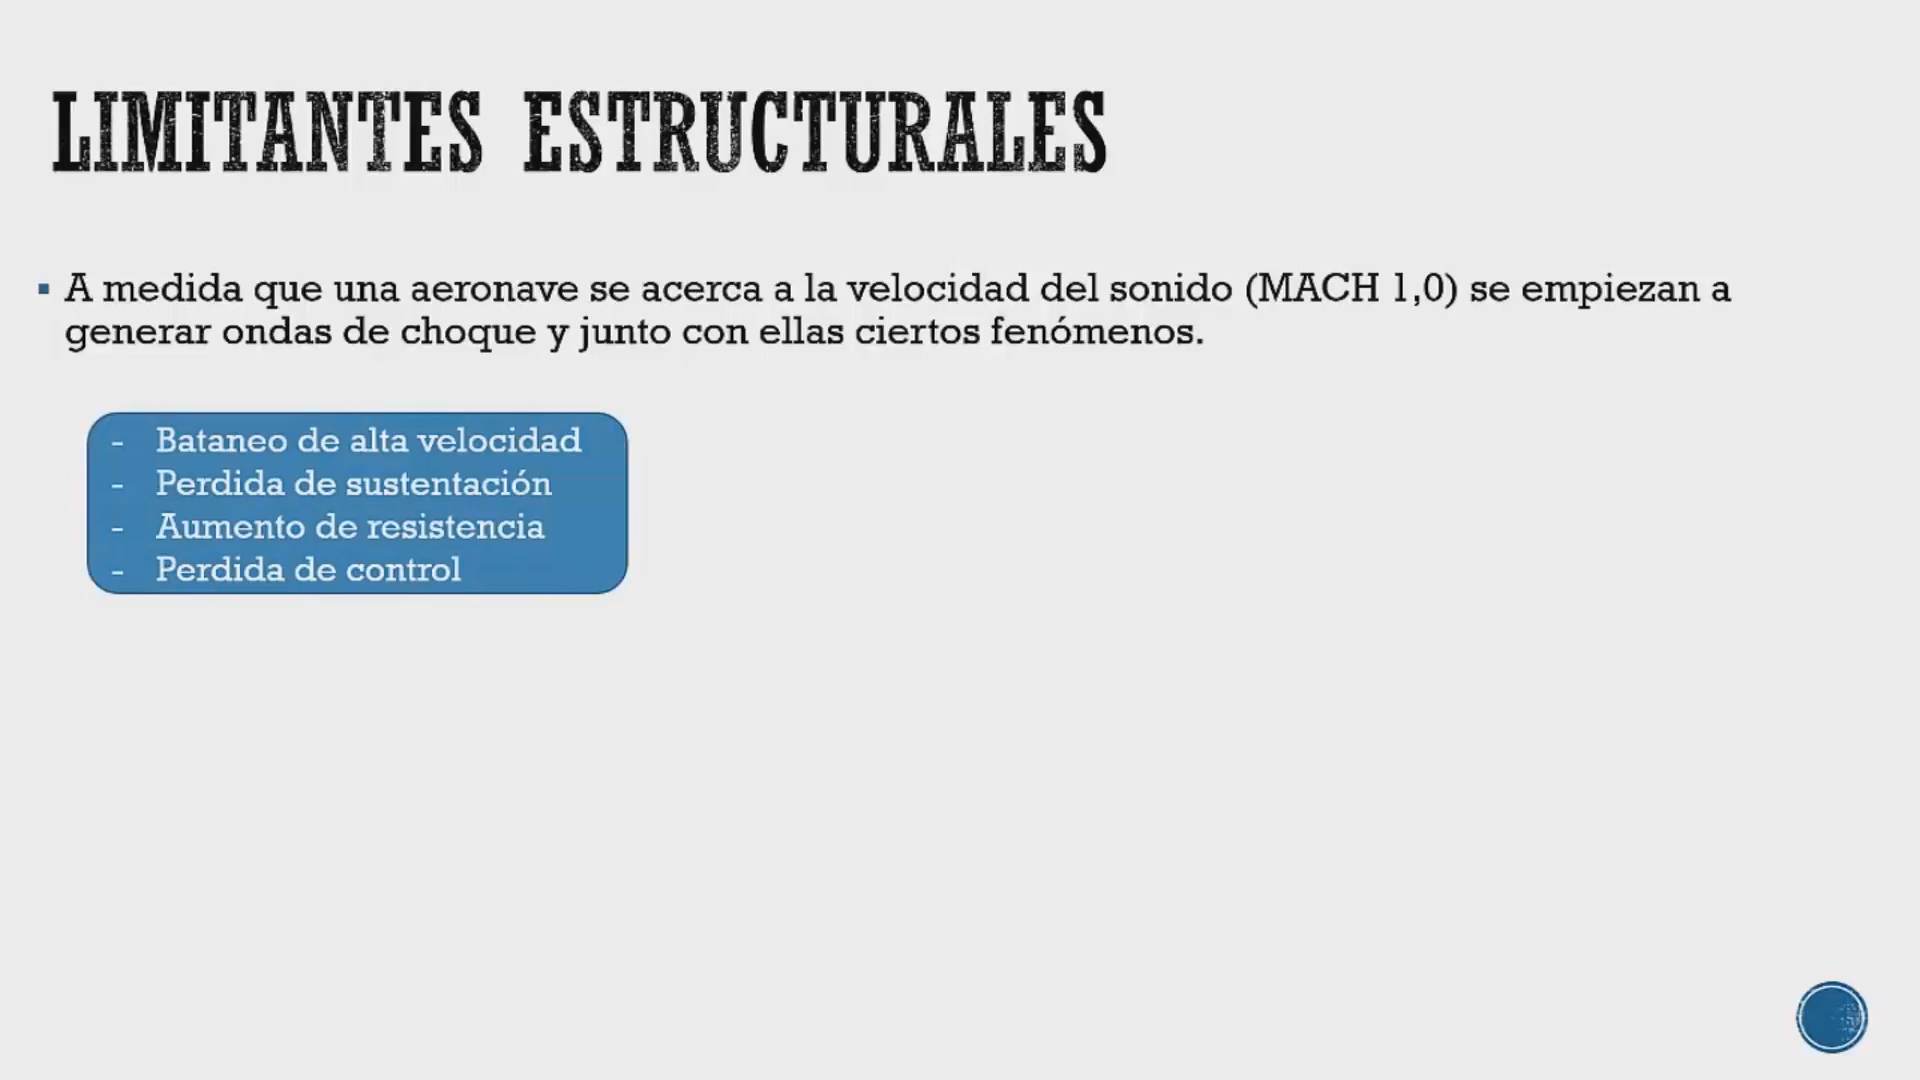 LIMITANTES ESTRUCTURALES
▪ A medida que una aeronave se acerca a la velocidad del sonido (MACH 1,0) se empiezan a
generar ondas de choque y junto con ellas ciertos fenómenos.
- Bataneo de alta velocidad
- Perdida de sustentación
- Aumento de resistencia
- Perdida de control